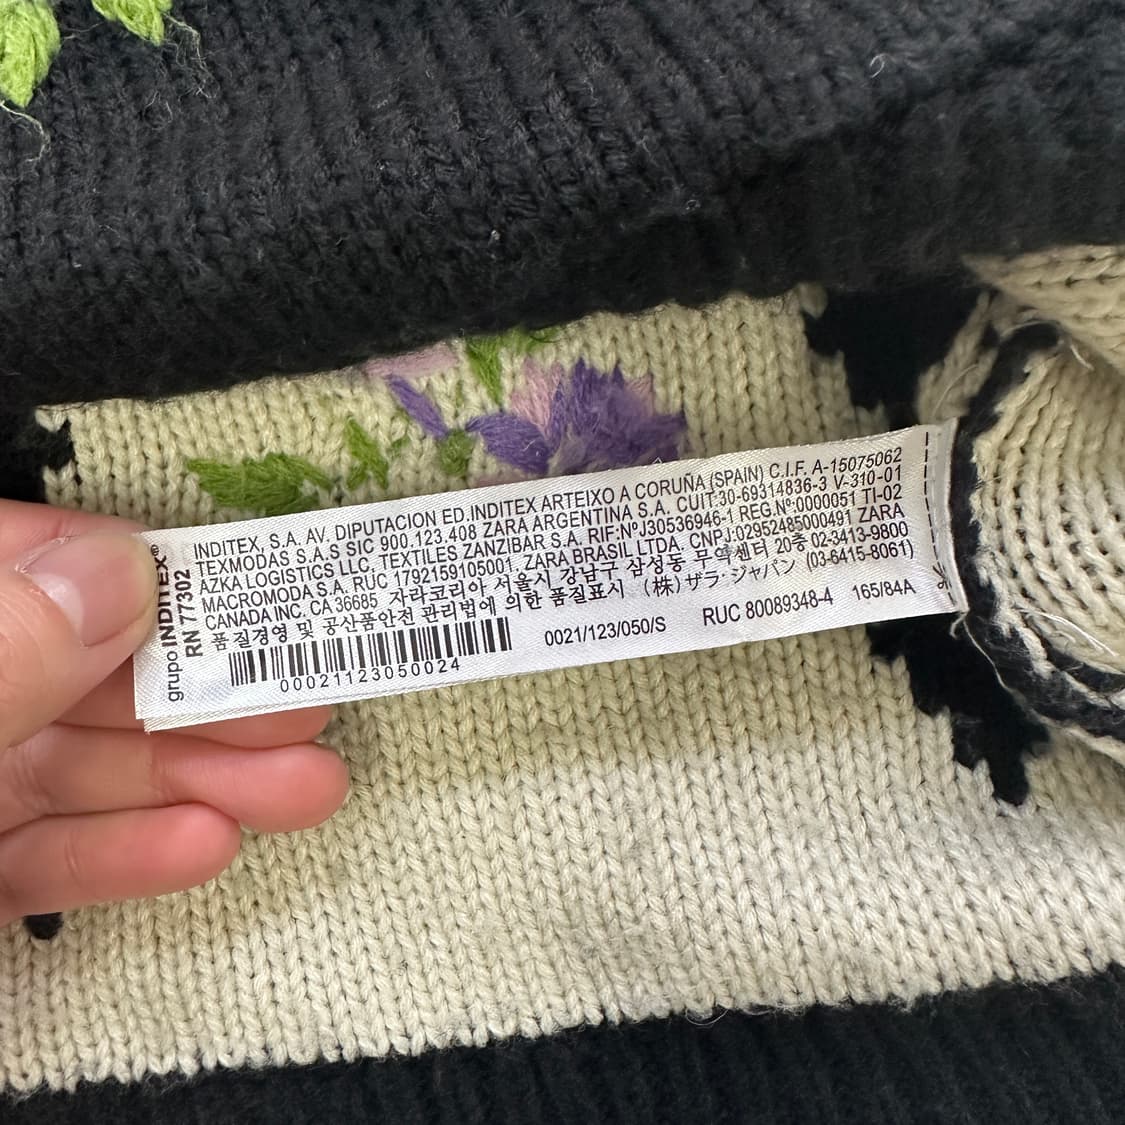 grupo INDITEX®
RN 77302
INDITEX, S.A. AV. DIPUTACION ED.INDITEX ARTEIXO A CORUÑA (SPAIN) C.I.F. A-15075062
TEXMODAS S.A.S SIC 900.123.408 ZARA ARGENTINA S.A. CUIT:30-69314836-3 V-310-01
AZKA LOGISTICS LLC, TEXTILES ZANZIBAR S.A. RIF:NºJ30536946-1 REG.Nº:0000051 TI-02
MACROMODA S.A. RUC 1792159105001. ZARA BRASIL LTDA. CNPJ:02952485000491 ZARA
CANADA INC. CA 36685 자라코리아 서울시 강남구 삼성동 무역센터 20층 02-3413-9800
품질경영 및 공산품안전 관리법에 의한 품질표시 (株) ザラ・ジャパン (03-6415-8061)
00021123050024
0021/123/050/S
RUC 80089348-4
165/84A